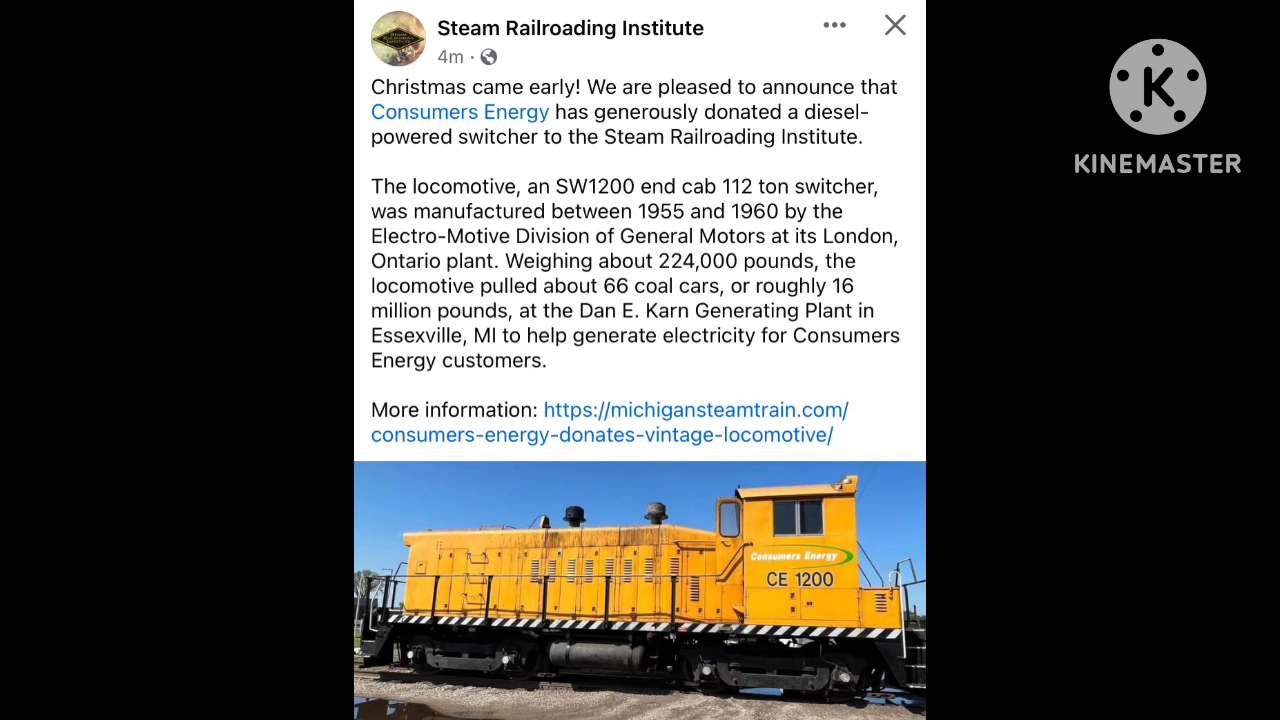 Steam Railroading Institute
4m ·
Christmas came early! We are pleased to announce that
Consumers Energy has generously donated a diesel-
powered switcher to the Steam Railroading Institute.
The locomotive, an SW1200 end cab 112 ton switcher,
was manufactured between 1955 and 1960 by the
Electro-Motive Division of General Motors at its London,
Ontario plant. Weighing about 224,000 pounds, the
locomotive pulled about 66 coal cars, or roughly 16
million pounds, at the Dan E. Karn Generating Plant in
Essexville, MI to help generate electricity for Consumers
Energy customers.
More information: https://michigansteamtrain.com/
consumers-energy-donates-vintage-locomotive/
Consumers Energy
CE 1200
K
KINEMASTER